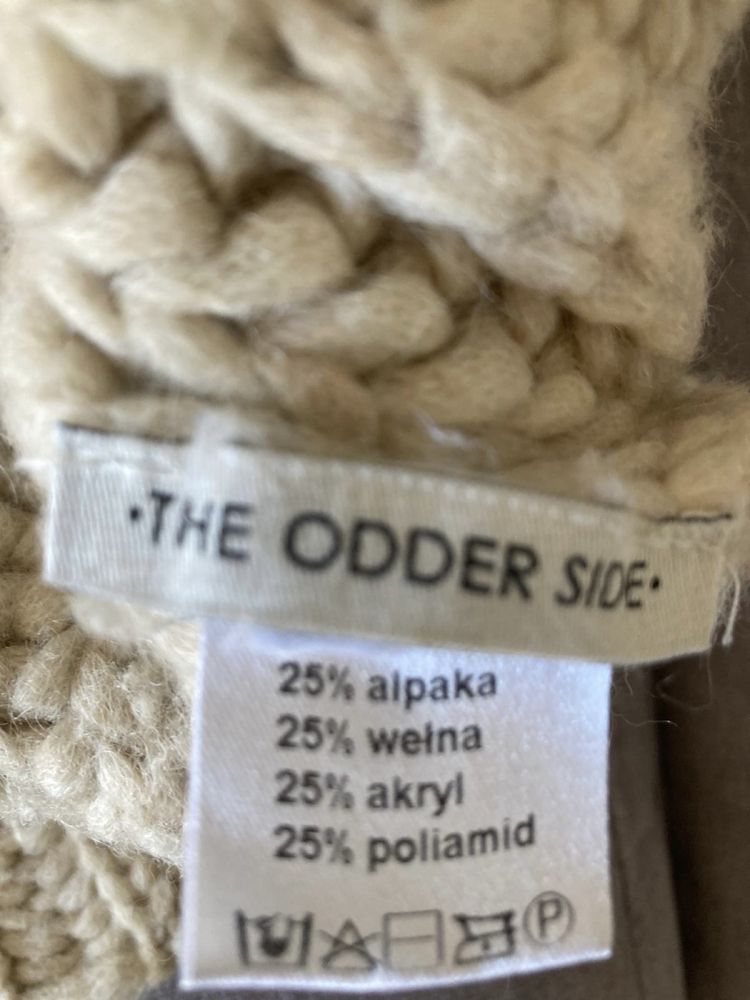 ·THE ODDER SIDE·
25% alpaka
25% wełna
25% akryl
25% poliamid
P